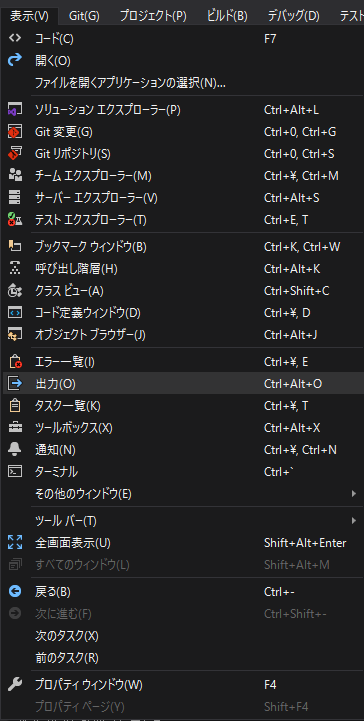 表示(V) Git(G) プロジェクト(P) ビルド(B) デバッグ(D) テス
コード(C) F7
開く(O)
ファイルを開くアプリケーションの選択(N)...
ソリューション エクスプローラー(P) Ctrl+Alt+L
Git 変更(G) Ctrl+0, Ctrl+G
Git リポジトリ(S) Ctrl+0, Ctrl+S
チーム エクスプローラー(M) Ctrl+¥, Ctrl+M
サーバー エクスプローラー(V) Ctrl+Alt+S
テスト エクスプローラー(T) Ctrl+E, T
ブックマーク ウィンドウ(B) Ctrl+K, Ctrl+W
呼び出し階層(H) Ctrl+Alt+K
クラス ビュー(A) Ctrl+Shift+C
コード定義ウィンドウ(D) Ctrl+¥, D
オブジェクト ブラウザー(J) Ctrl+Alt+J
エラー一覧(I) Ctrl+¥, E
出力(O) Ctrl+Alt+O
タスク一覧(K) Ctrl+¥, T
ツールボックス(X) Ctrl+Alt+X
通知(N) Ctrl+¥, Ctrl+N
ターミナル Ctrl+`
その他のウィンドウ(E)
ツール バー(T)
全画面表示(U) Shift+Alt+Enter
すべてのウィンドウ(L) Shift+Alt+M
戻る(B) Ctrl+-
次に進む(F) Ctrl+Shift+-
次のタスク(X)
前のタスク(R)
プロパティ ウィンドウ(W) F4
プロパティ ページ(Y) Shift+F4